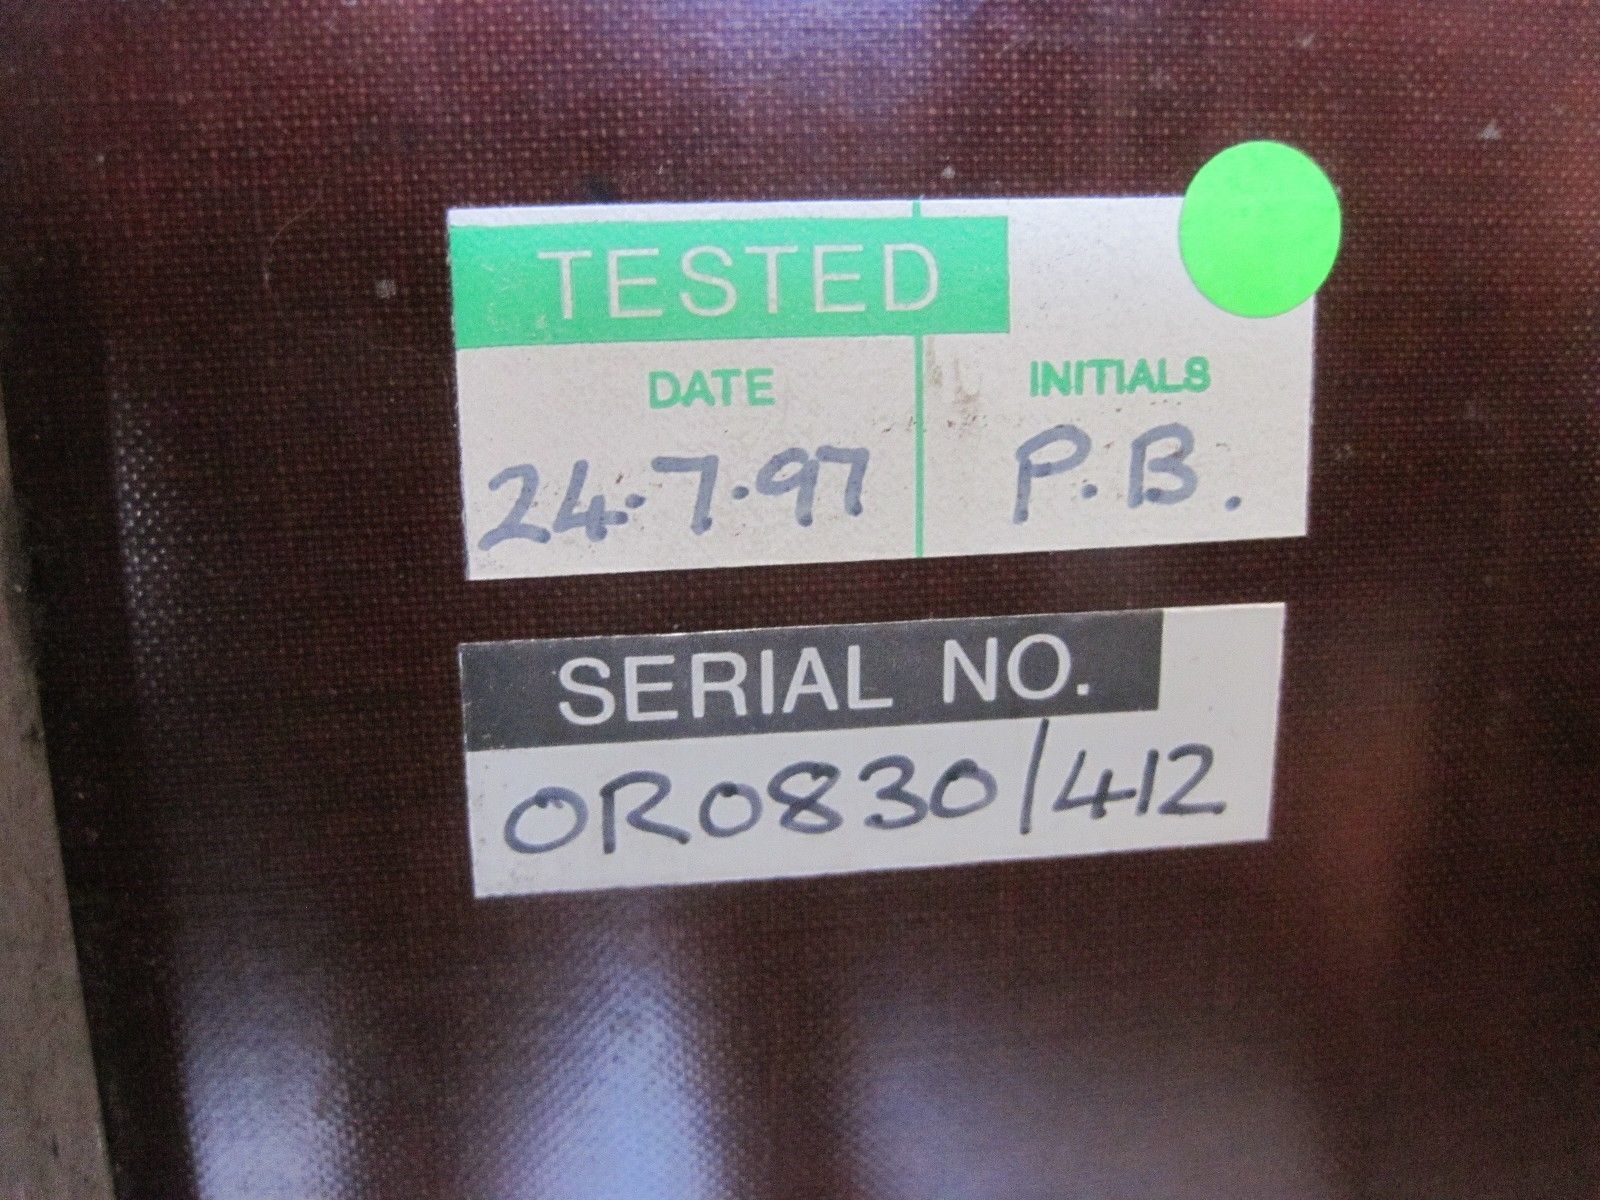 TESTED
DATE INITIALS
24.7.97 P.B.
SERIAL NO.
OR0830/412